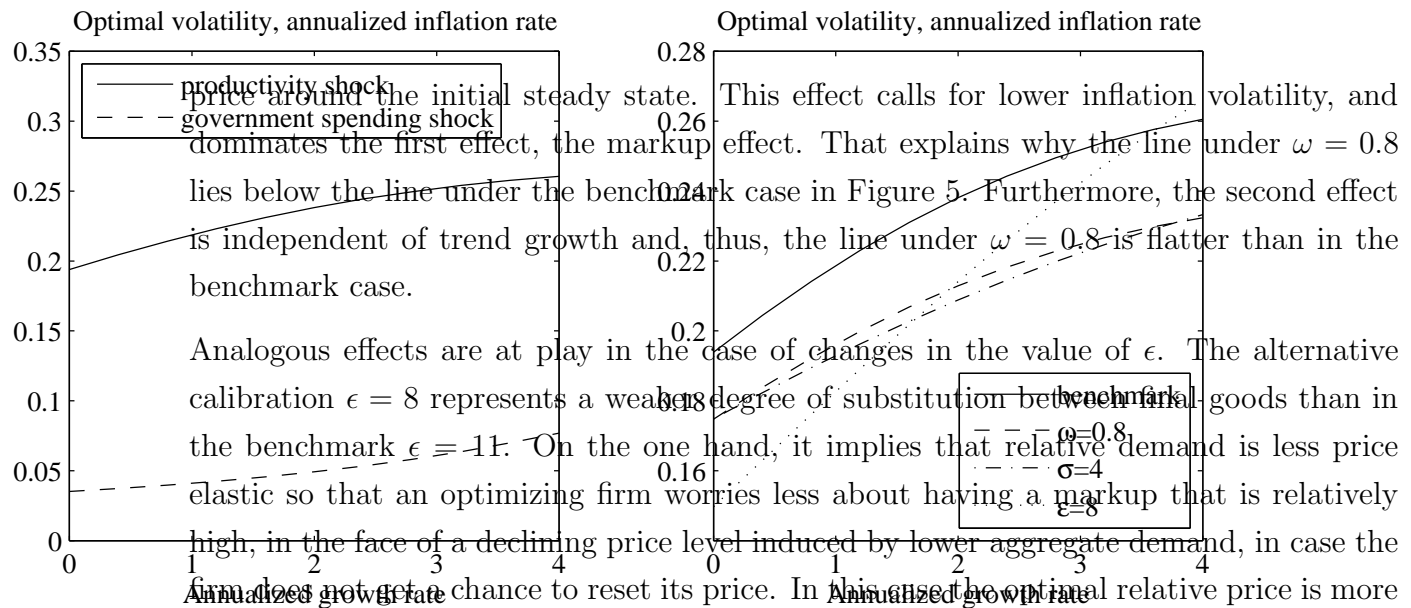 Optimal volatility, annualized inflation rate
0.35
0.3
0.25
0.2
0.15
0.1
0.05
0
0 1 2 3 4
Annualized growth rate
productivity shock
government spending shock
Optimal volatility, annualized inflation rate
0.28
0.26
0.24
0.22
0.2
0.18
0.16
0 1 2 3 4
Annualized growth rate
benchmark
ω=0.8
σ=4
ε=8
price around the initial steady state. This effect calls for lower inflation volatility, and
dominates the first effect, the markup effect. That explains why the line under ω = 0.8
lies below the line under the benchmark case in Figure 5. Furthermore, the second effect
is independent of trend growth and, thus, the line under ω = 0.8 is flatter than in the
benchmark case.
Analogous effects are at play in the case of changes in the value of ϵ. The alternative
calibration ϵ = 8 represents a weaker degree of substitution between final goods than in
the benchmark ϵ = 11. On the one hand, it implies that relative demand is less price
elastic so that an optimizing firm worries less about having a markup that is relatively
high, in the face of a declining price level induced by lower aggregate demand, in case the
firm does not get a chance to reset its price. In this case the optimal relative price is more